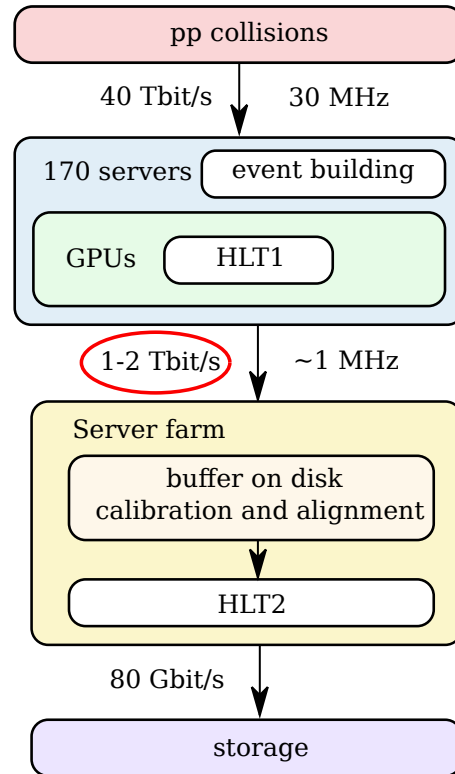 pp collisions
40 Tbit/s 30 MHz
170 servers event building
GPUs HLT1
1-2 Tbit/s ~1 MHz
Server farm
buffer on disk
calibration and alignment
HLT2
80 Gbit/s
storage